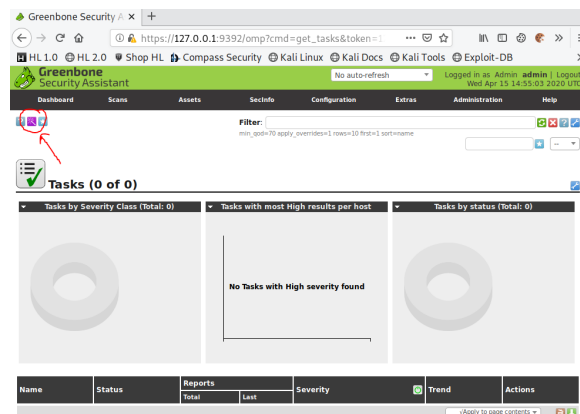 Greenbone Security A
https://127.0.0.1:9392/omp?cmd=get_tasks&token=1
HL 1.0 HL 2.0 Shop HL Compass Security Kali Linux Kali Docs Kali Tools Exploit-DB
Greenbone
Security Assistant
No auto-refresh
Logged in as Admin admin | Logout
Wed Apr 15 14:55:03 2020 UTC
Dashboard Scans Assets SecInfo Configuration Extras Administration Help
Filter:
min_qod=70 apply_overrides=1 rows=10 first=1 sort=name
--
Tasks (0 of 0)
Tasks by Severity Class (Total: 0)
Tasks with most High results per host
Tasks by status (Total: 0)
No Tasks with High severity found
Name Status Reports Severity Trend Actions
Total Last
√Apply to page contents